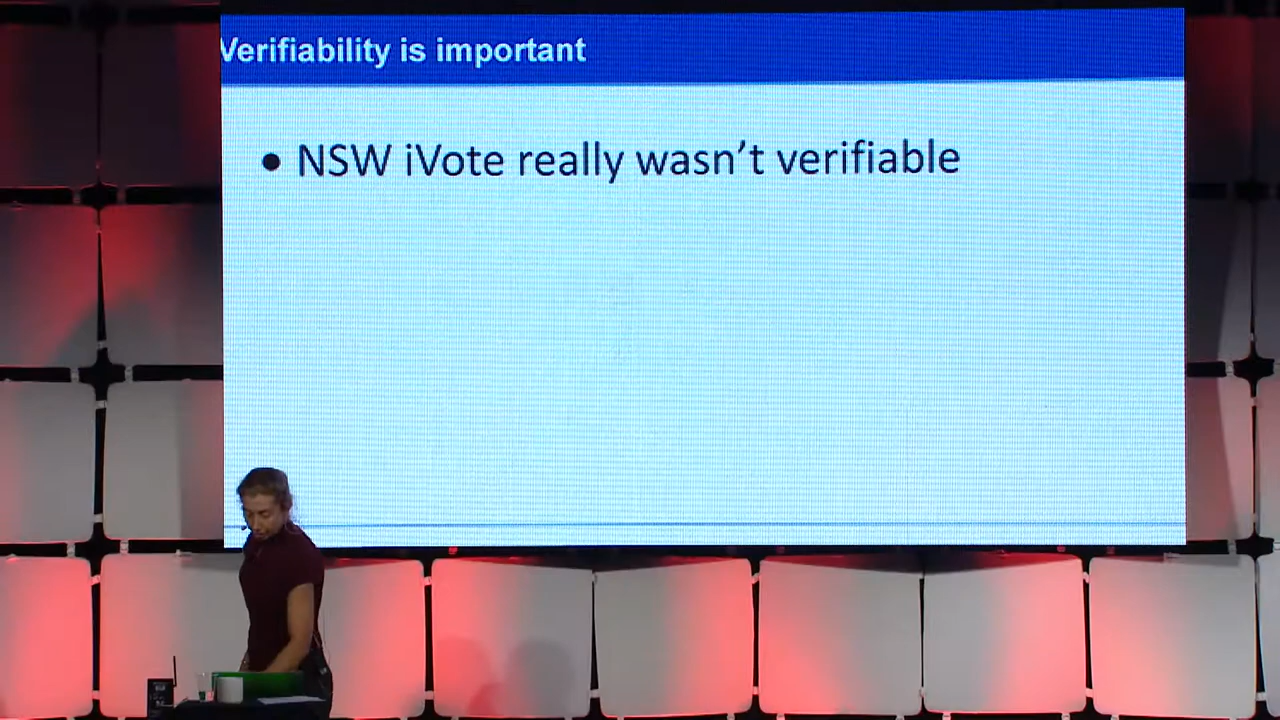 Verifiability is important
• NSW iVote really wasn't verifiable